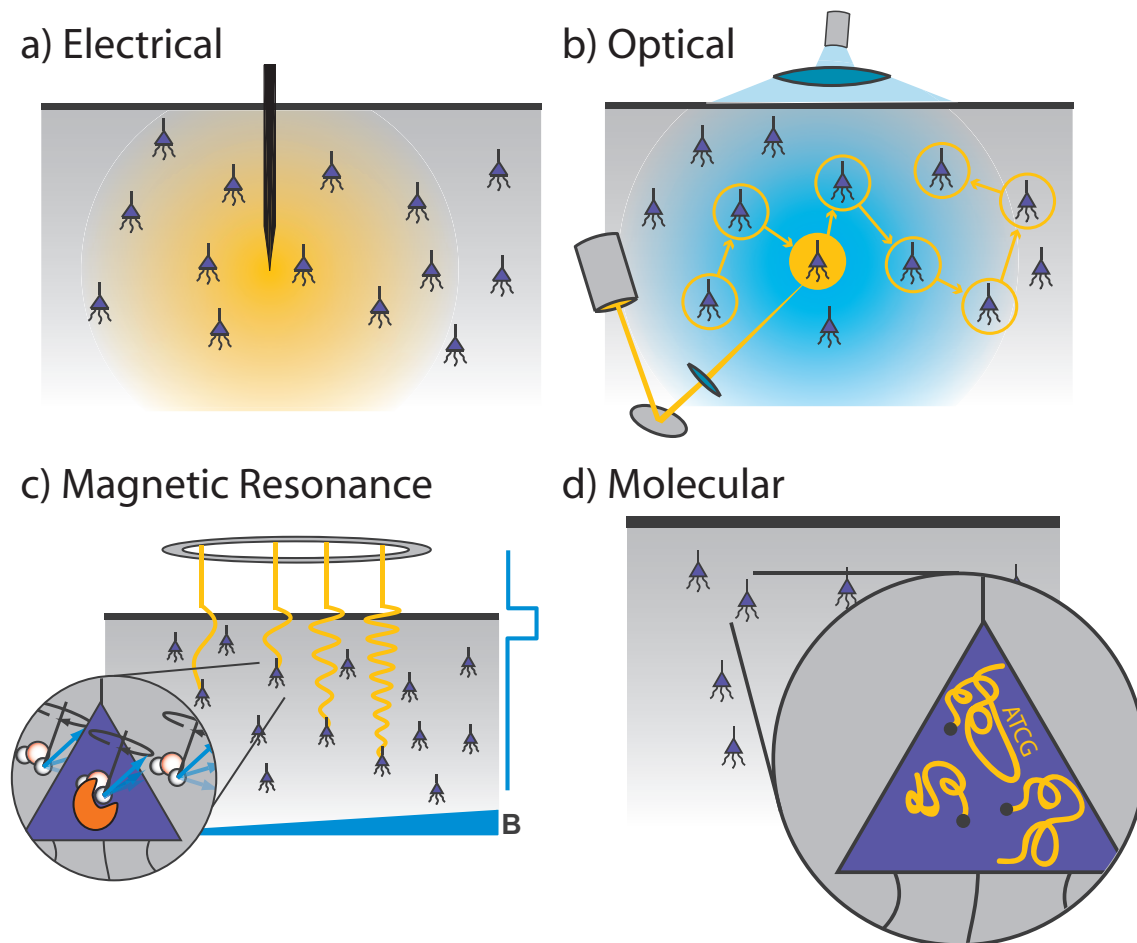 a) Electrical
b) Optical
c) Magnetic Resonance
B
d) Molecular
ATCG